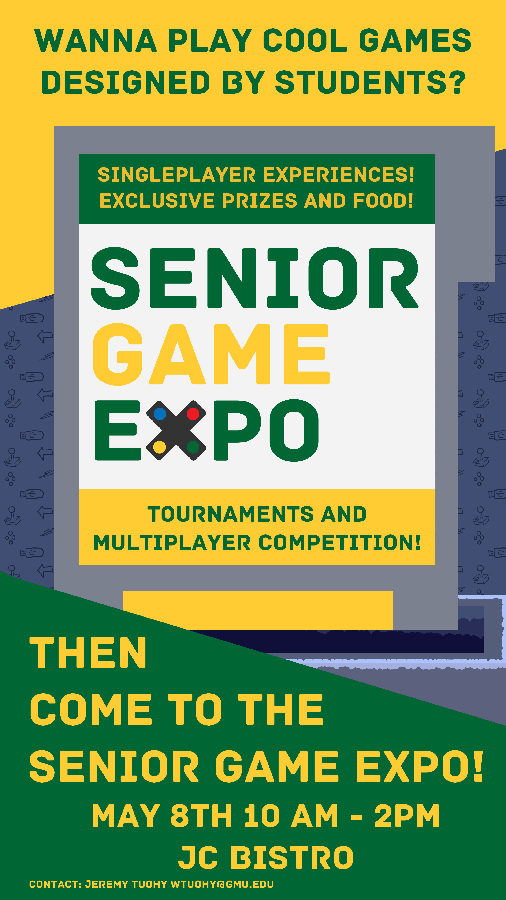 WANNA PLAY COOL GAMES
DESIGNED BY STUDENTS?
SINGLEPLAYER EXPERIENCES!
EXCLUSIVE PRIZES AND FOOD!
SENIOR
GAME
EXPO
TOURNAMENTS AND
MULTIPLAYER COMPETITION!
THEN
COME TO THE
SENIOR GAME EXPO!
MAY 8TH 10 AM - 2PM
JC BISTRO
CONTACT: JEREMY TUOHY WTUOHY@GMU.EDU